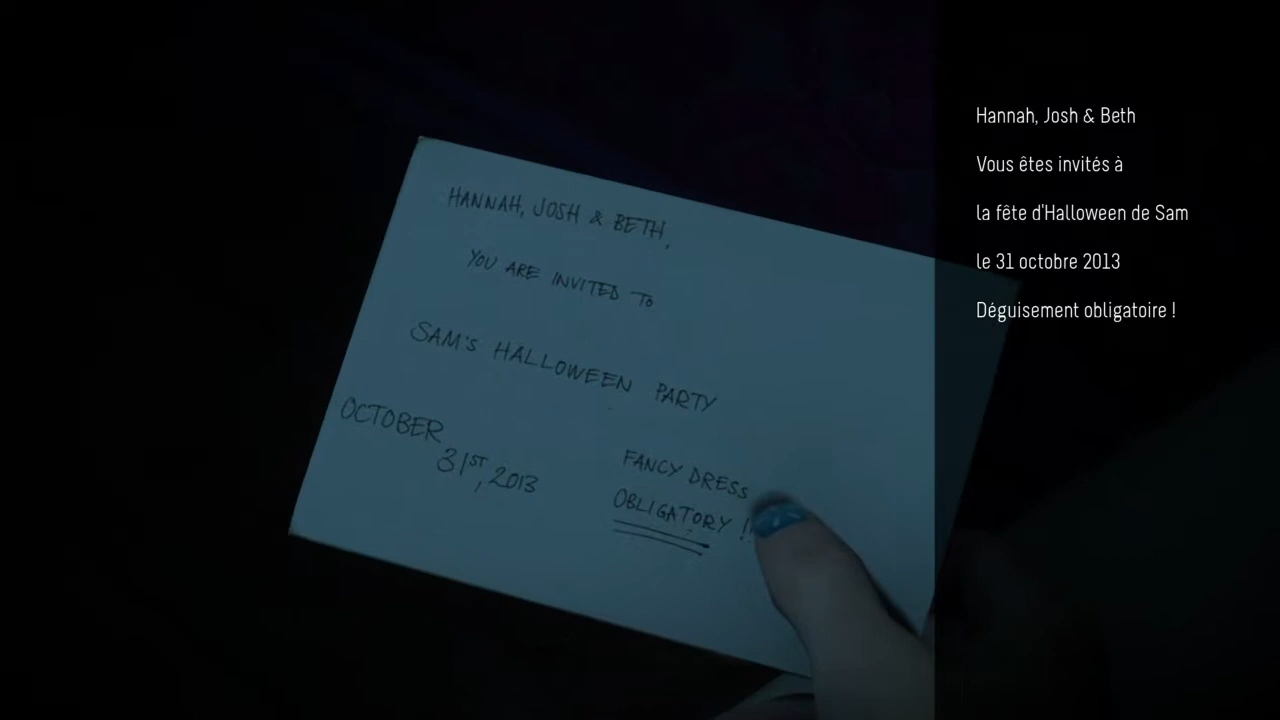 HANNAH, JOSH & BETH,
YOU ARE INVITED TO
SAM'S HALLOWEEN PARTY
OCTOBER
31ST, 2013
FANCY DRESS
OBLIGATORY !!
Hannah, Josh & Beth
Vous êtes invités à
la fête d'Halloween de Sam
le 31 octobre 2013
Déguisement obligatoire !